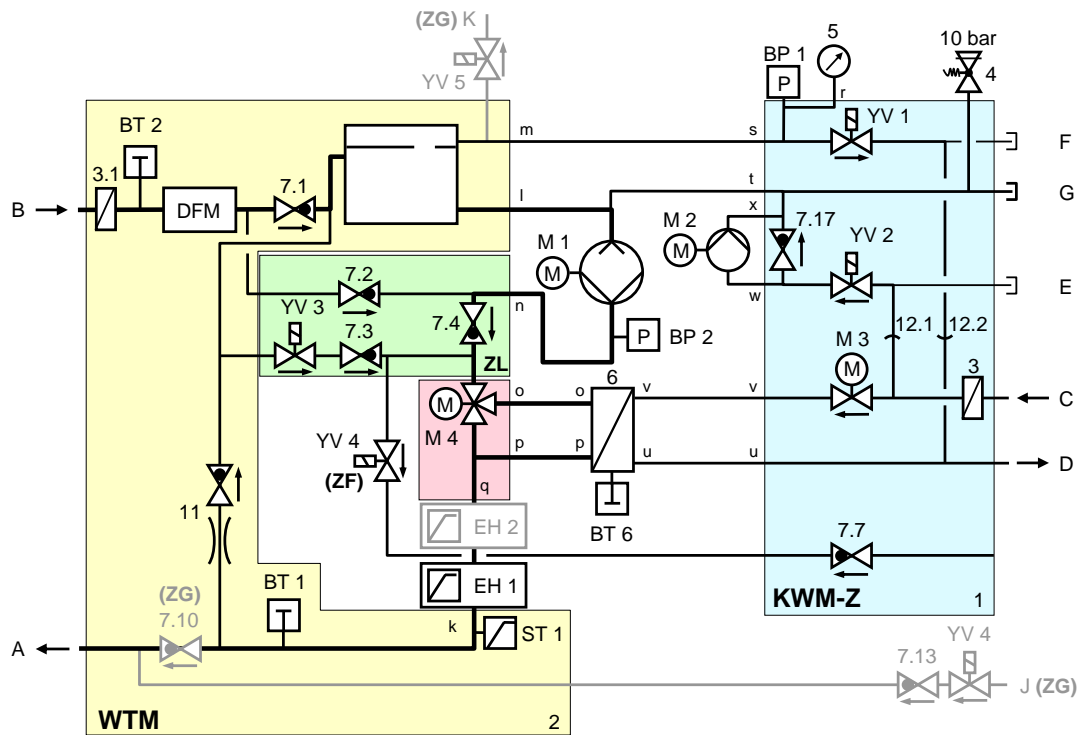 (ZG) K
YV 5
BP 1
P
5
10 bar
4
r
BT 2
3.1
B
DFM
7.1
m
s
YV 1
F
l
t
G
x
M 1
M
M 2
M
7.17
YV 2
w
E
YV 3
7.2
7.3
7.4
n
ZL
P
BP 2
12.1
12.2
M 3
M
3
C
M
M 4
o
o
6
v
v
p
p
u
u
D
q
YV 4
(ZF)
BT 6
11
EH 2
EH 1
7.7
KWM-Z
1
BT 1
(ZG)
7.10
k
ST 1
A
YV 4
7.13
J (ZG)
WTM
2